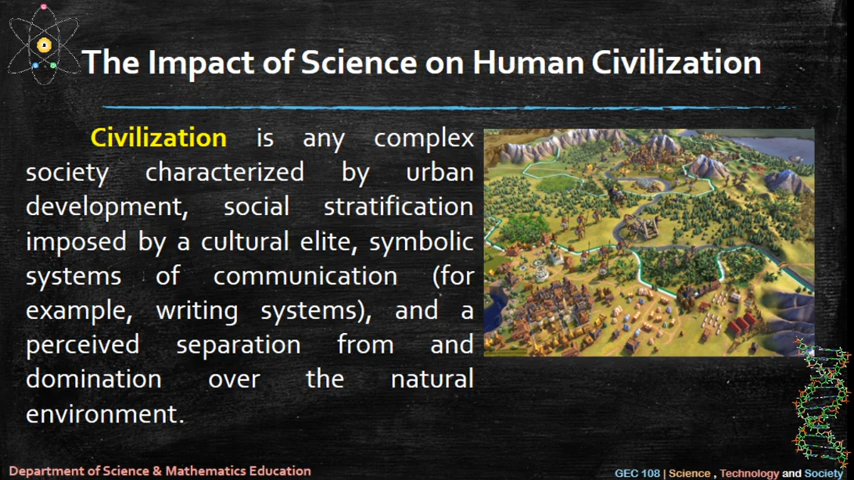 The Impact of Science on Human Civilization
Civilization is any complex
society characterized by urban
development, social stratification
imposed by a cultural elite, symbolic
systems of communication (for
example, writing systems), and a
perceived separation from and
domination over the natural
environment.
Department of Science & Mathematics Education
GEC 108 | Science , Technology and Society